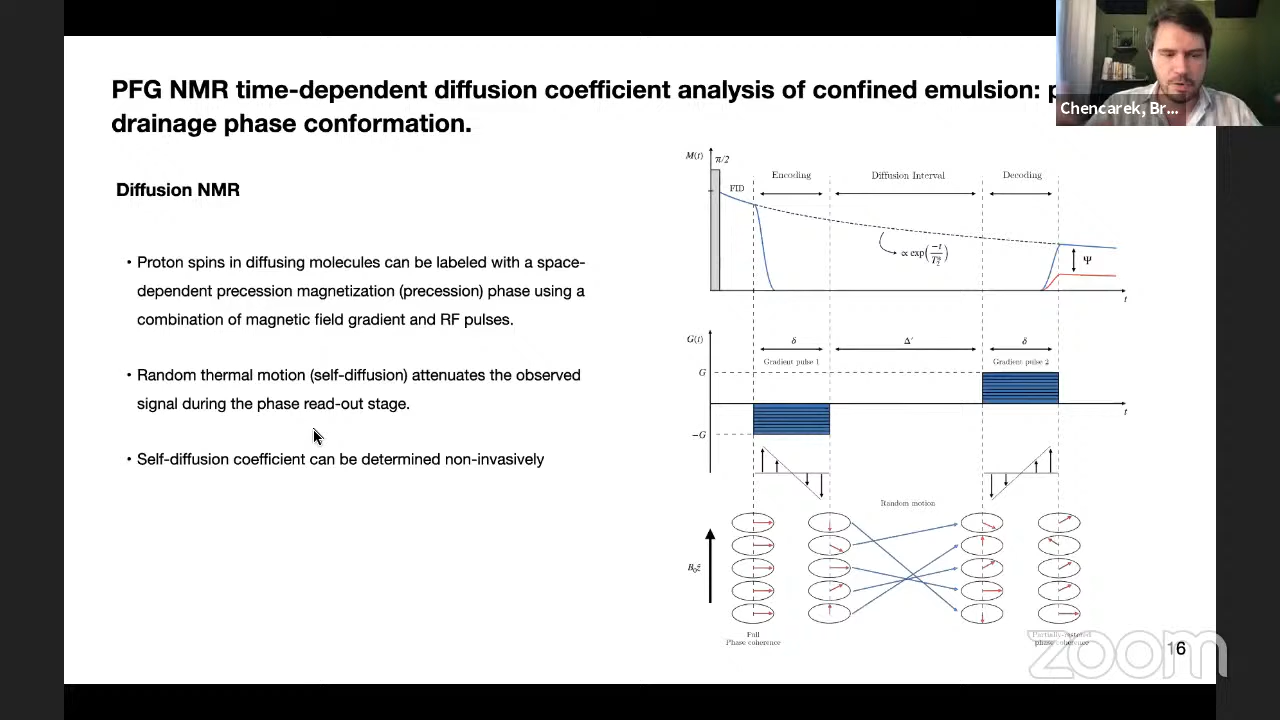 PFG NMR time-dependent diffusion coefficient analysis of confined emulsion:
drainage phase conformation.
Chencarek, Br...
Diffusion NMR
• Proton spins in diffusing molecules can be labeled with a space-
dependent precession magnetization (precession) phase using a
combination of magnetic field gradient and RF pulses.
• Random thermal motion (self-diffusion) attenuates the observed
signal during the phase read-out stage.
• Self-diffusion coefficient can be determined non-invasively
M(t)
π/2
FID
Encoding
Diffusion Interval
Decoding
∝ exp(−t/T₂*)
Ψ
t
G(t)
δ
Δ′
δ
Gradient pulse 1
Gradient pulse 2
G
t
−G
Random motion
B₀ẑ
Full
Phase coherence
Partially-restored
phase coherence
16
zoom